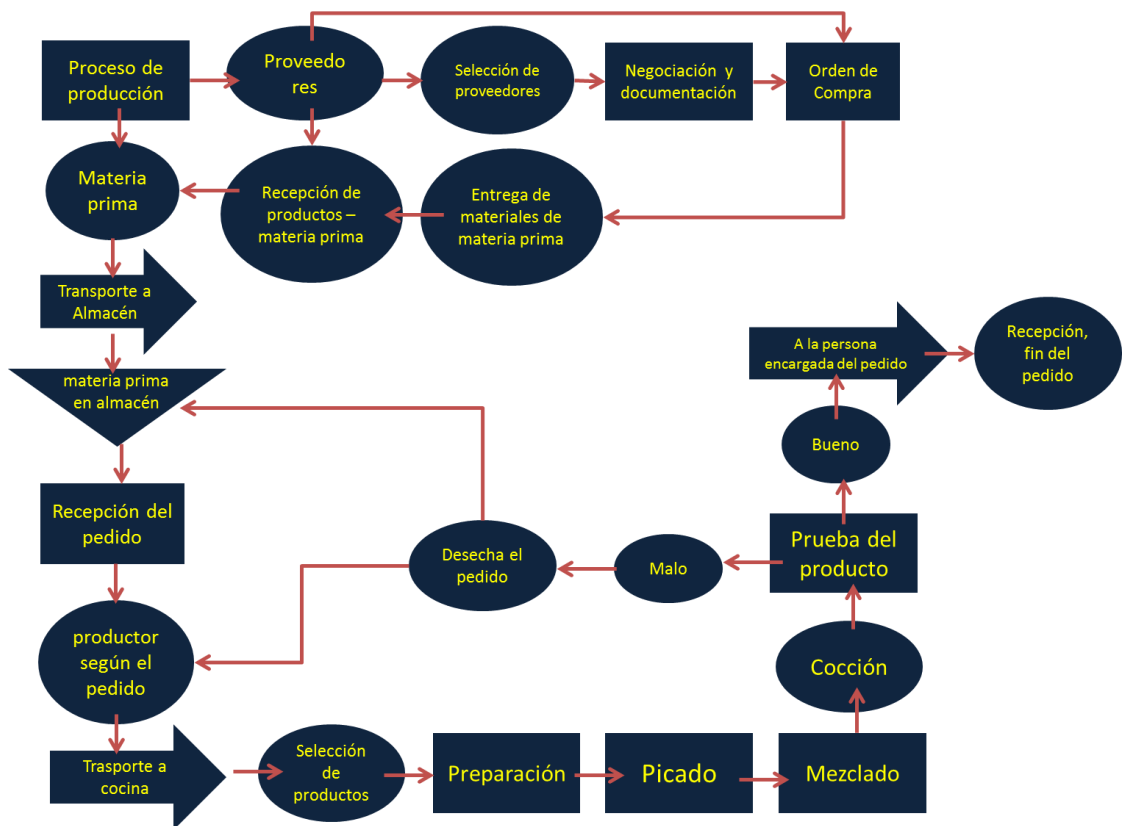 Proceso de
producción
Proveedo
res
Selección de
proveedores
Negociación y
documentación
Orden de
Compra
Materia
prima
Recepción de
productos –
materia prima
Entrega de
materiales de
materia prima
Transporte a
Almacén
A la persona
encargada del pedido
Recepción,
fin del
pedido
materia prima
en almacén
Bueno
Recepción del
pedido
Desecha el
pedido
Malo
Prueba del
producto
productor
según el
pedido
Cocción
Trasporte a
cocina
Selección
de
productos
Preparación
Picado
Mezclado